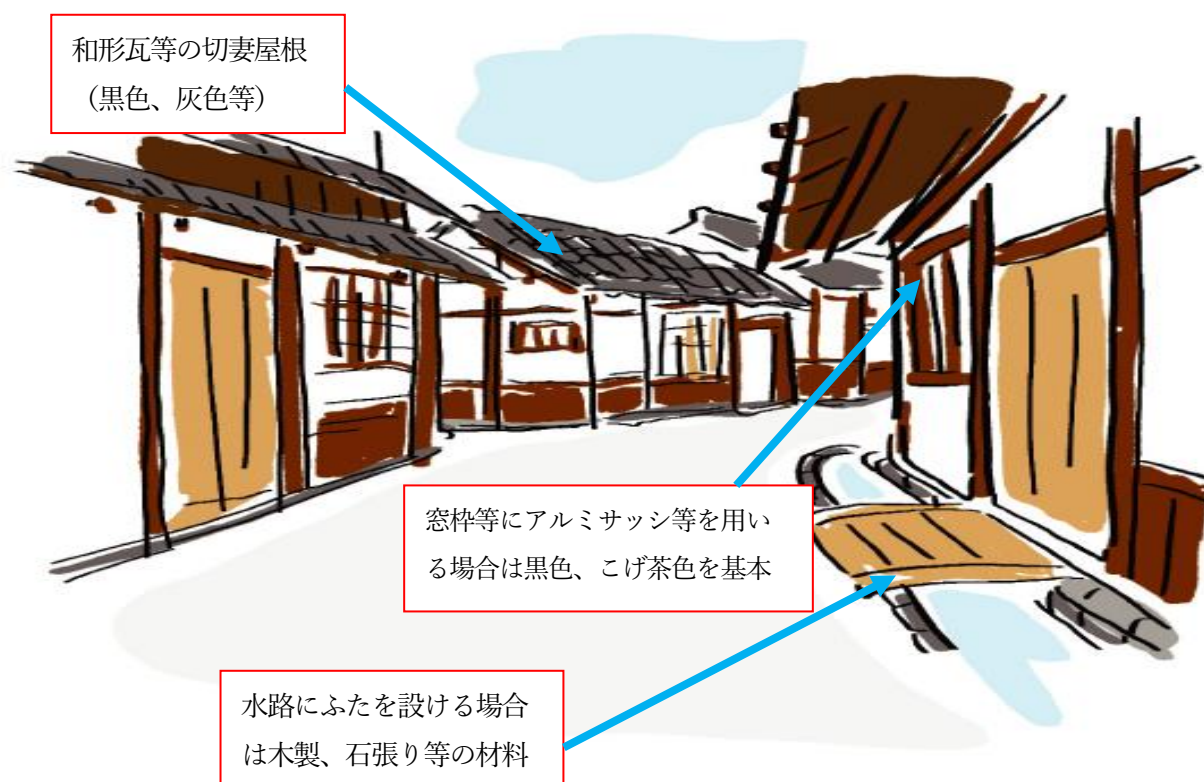 和形瓦等の切妻屋根
（黒色、灰色等）
窓枠等にアルミサッシ等を用い
る場合は黒色、こげ茶色を基本
水路にふたを設ける場合
は木製、石張り等の材料